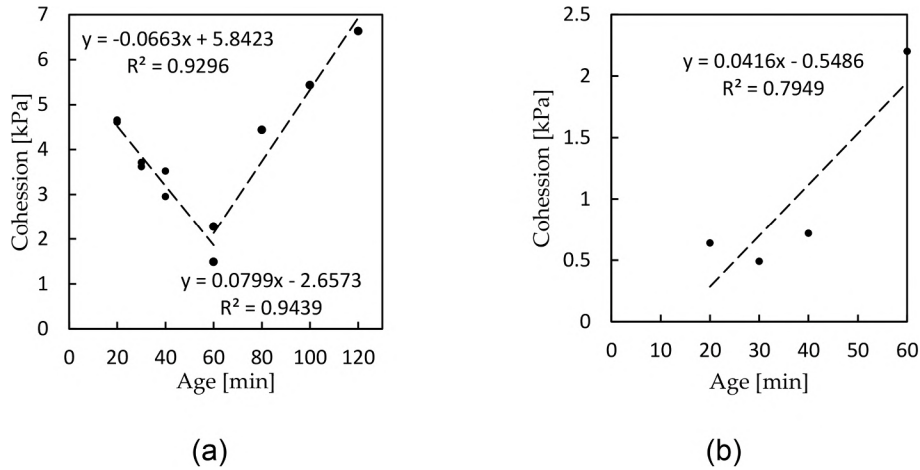 7
6
5
4
3
2
1
0
Cohession [kPa]
y = -0.0663x + 5.8423
R² = 0.9296
y = 0.0799x - 2.6573
R² = 0.9439
0 20 40 60 80 100 120
Age [min]
(a)
2.5
2
1.5
1
0.5
0
Cohession [kPa]
y = 0.0416x - 0.5486
R² = 0.7949
0 10 20 30 40 50 60
Age [min]
(b)